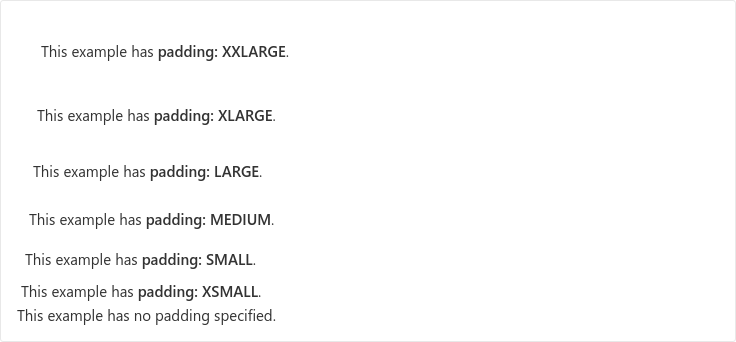 This example has padding: XXLARGE.
This example has padding: XLARGE.
This example has padding: LARGE.
This example has padding: MEDIUM.
This example has padding: SMALL.
This example has padding: XSMALL.
This example has no padding specified.